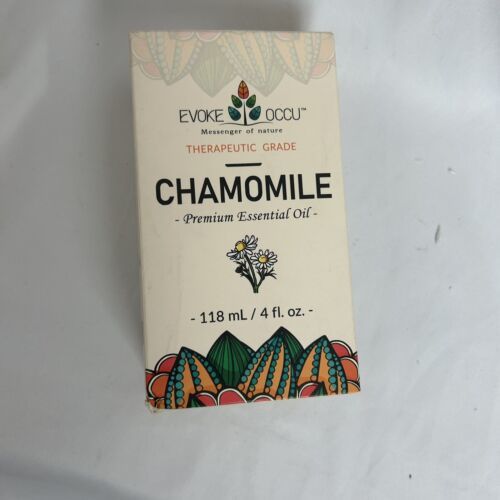 EVOKE OCCU™
Messenger of nature
THERAPEUTIC GRADE
CHAMOMILE
- Premium Essential Oil -
- 118 mL / 4 fl. oz. -